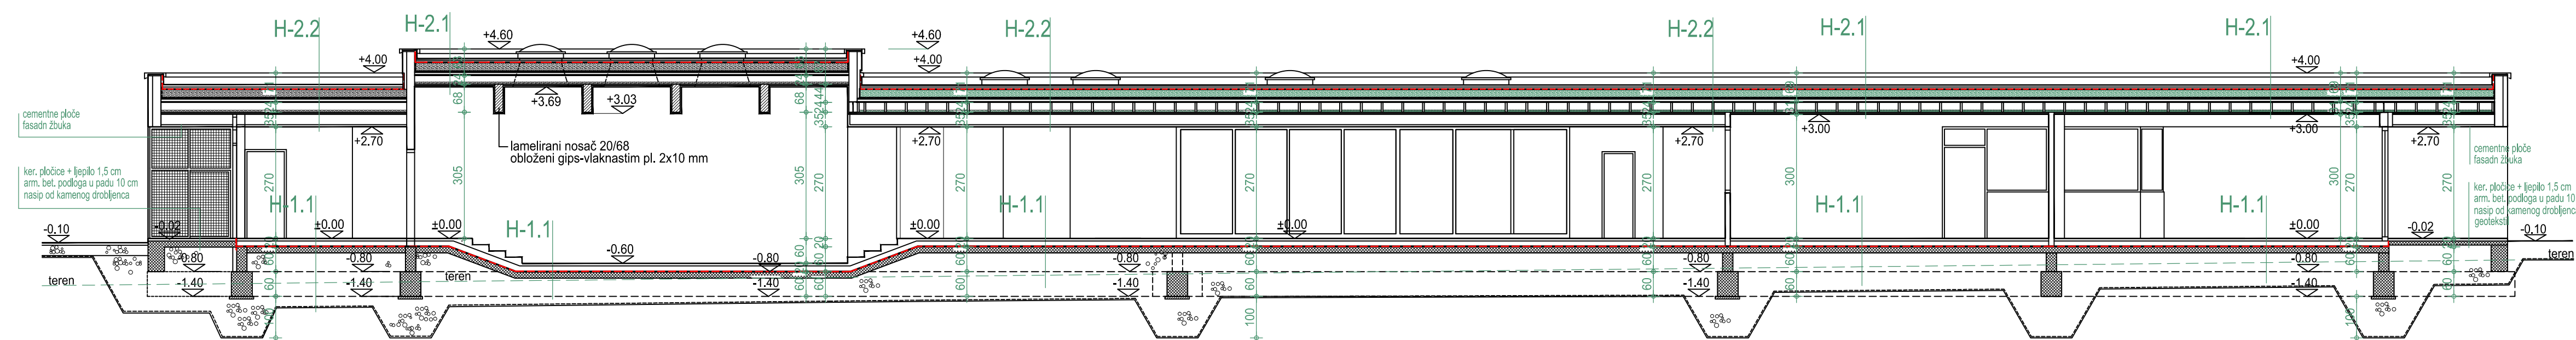 H-2.2
H-2.1
+4.60
+4.60
H-2.2
H-2.2
H-2.1
H-2.1
+4.00
+4.00
+4.00
+3.69
+3.03
cementne ploče
fasadn žbuka
+2.70
+2.70
+2.70
+3.00
+3.00
+2.70
lamelirani nosač 20/68
obloženi gips-vlaknastim pl. 2x10 mm
cementne ploče
fasadna žbuka
ker. pločice + ljepilo 1,5 cm
arm. bet. podloga u padu 10 cm
nasip od kamenog drobljenca
270
305
305
270
270
270
270
300
300
270
270
ker. pločice + ljepilo 1,5 cm
arm. bet. podloga u padu 10
nasip od kamenog drobljenca
geotekstil
H-1.1
H-1.1
H-1.1
H-1.1
H-1.1
-0.10
-0.02
±0.00
±0.00
-0.60
±0.00
±0.00
±0.00
-0.02
-0.10
-0.80
-0.80
-0.80
-0.80
-0.80
-0.80
teren
teren
teren
-1.40
-1.40
-1.40
-1.40
-1.40
-1.40
100
100